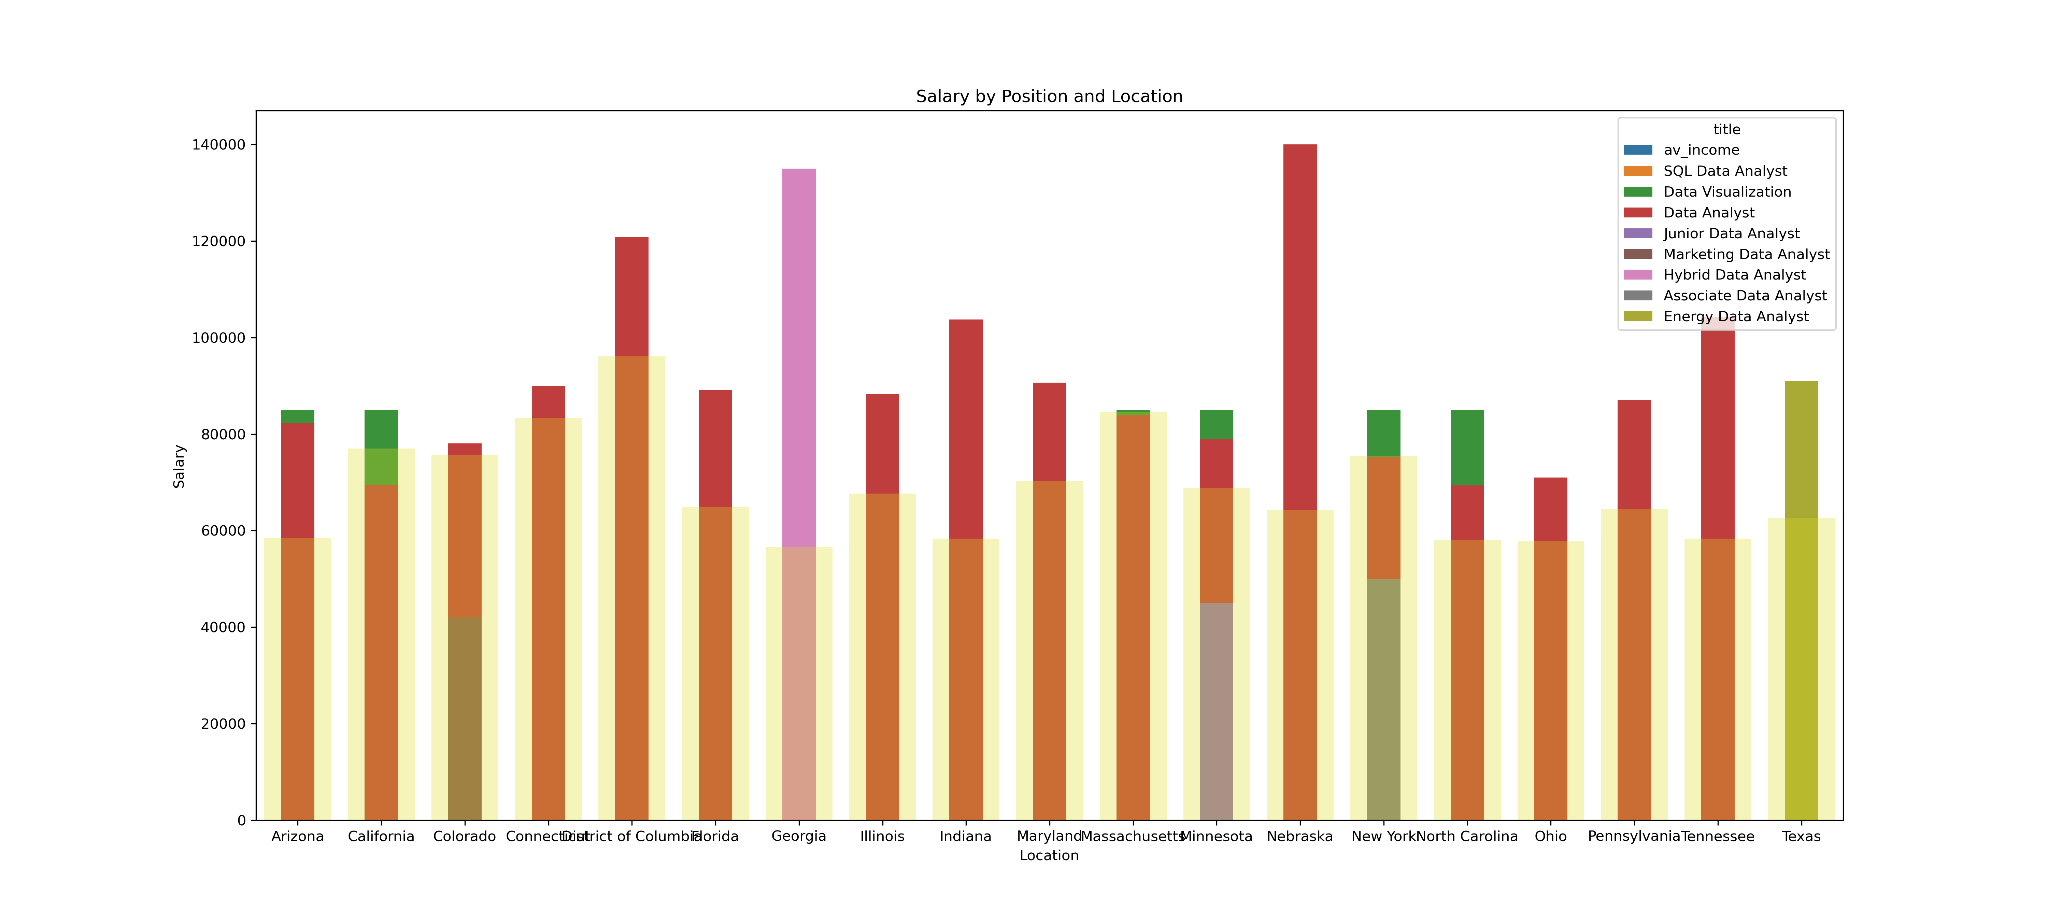 Salary by Position and Location
title
av_income
SQL Data Analyst
Data Visualization
Data Analyst
Junior Data Analyst
Marketing Data Analyst
Hybrid Data Analyst
Associate Data Analyst
Energy Data Analyst
Salary
140000
120000
100000
80000
60000
40000
20000
0
Arizona California Colorado Connecticut District of Columbia Florida Georgia Illinois Indiana Maryland Massachusetts Minnesota Nebraska New York North Carolina Ohio Pennsylvania Tennessee Texas
Location